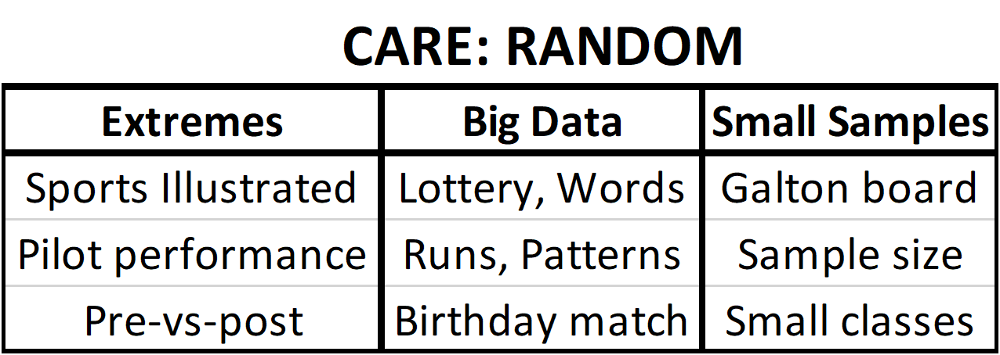 CARE: RANDOM
Extremes Big Data Small Samples
Sports Illustrated Lottery, Words Galton board
Pilot performance Runs, Patterns Sample size
Pre-vs-post Birthday match Small classes